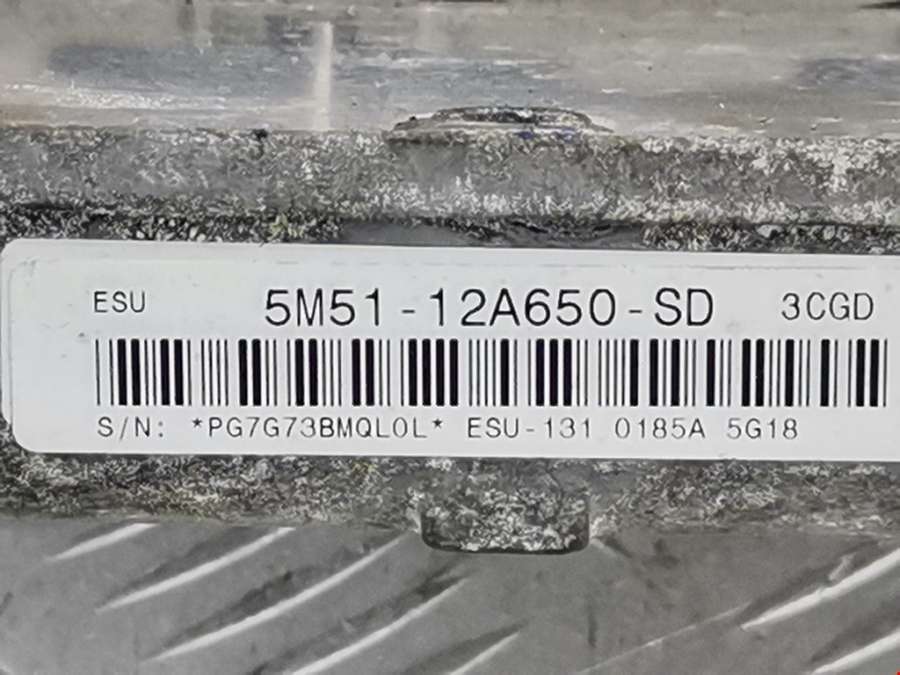 ESU 5M51-12A650-SD 3CGD
S/N: *PG7G73BMQL0L* ESU-131 0185A 5G18